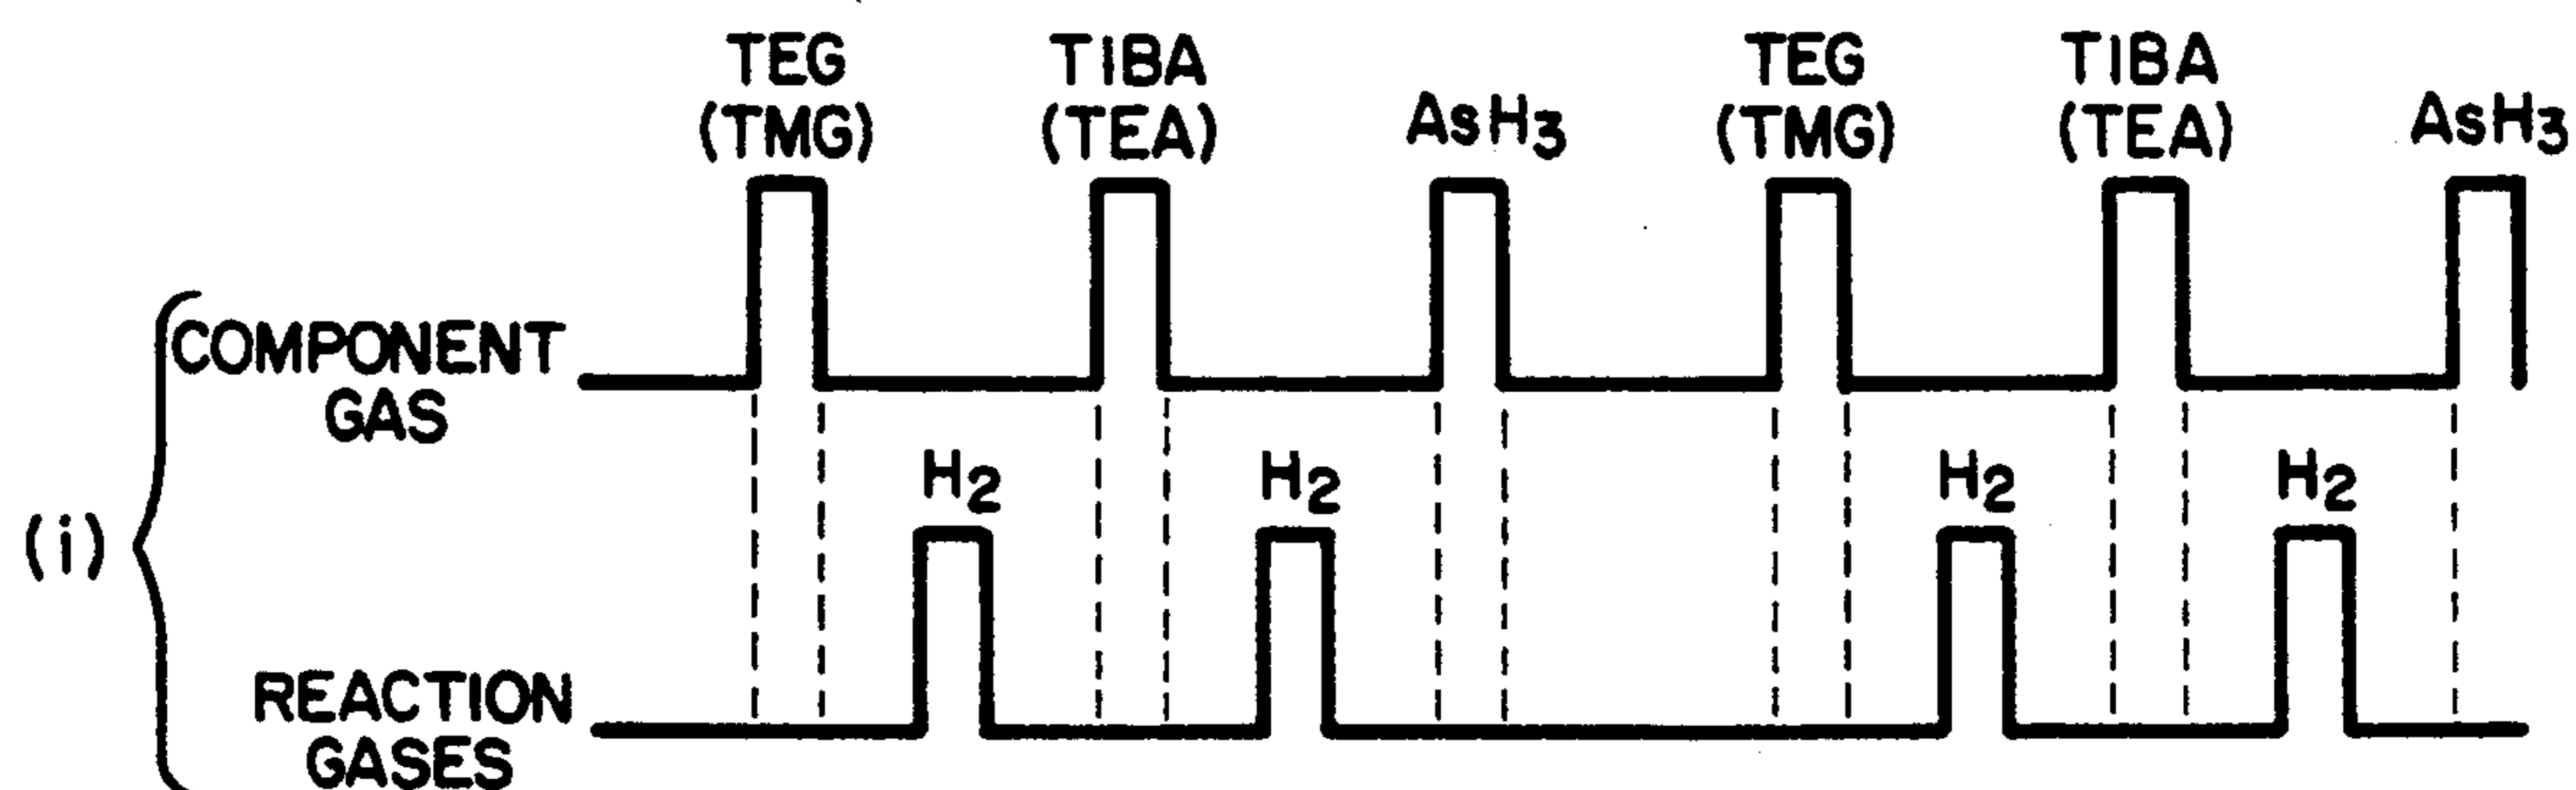 TEG TIBA TEG TIBA
(TMG) (TEA) AsH3 (TMG) (TEA) AsH3
COMPONENT
GAS
H2 H2 H2 H2
(i)
REACTION
GASES